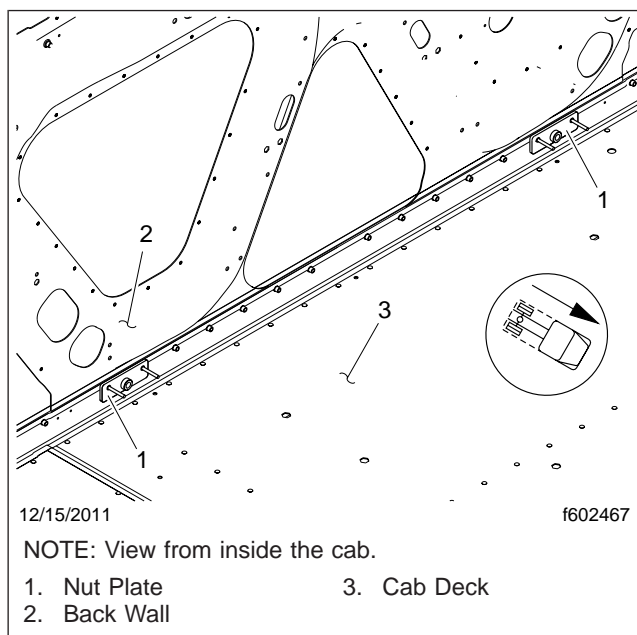 1
2
3
1
12/15/2011
f602467
NOTE: View from inside the cab.
1. Nut Plate
2. Back Wall
3. Cab Deck